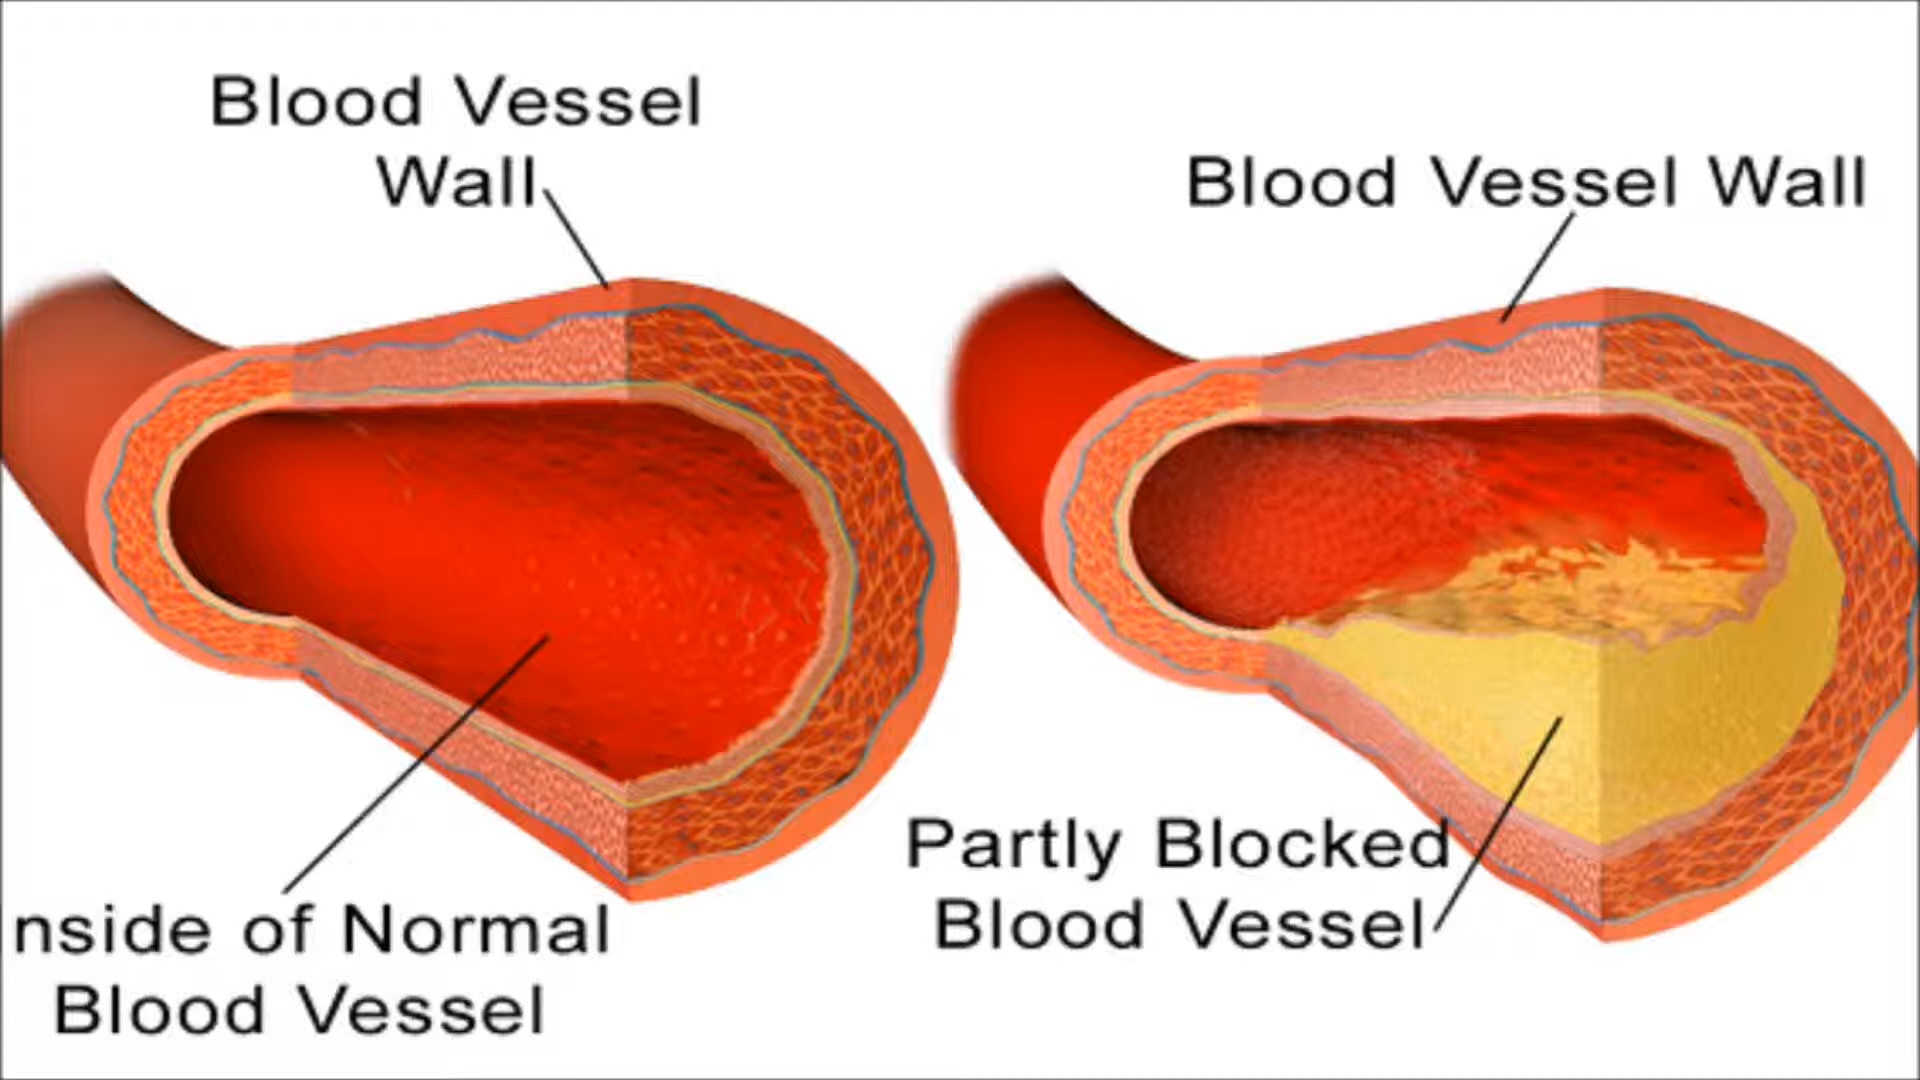 Blood Vessel
Wall
Blood Vessel Wall
nside of Normal
Blood Vessel
Partly Blocked
Blood Vessel